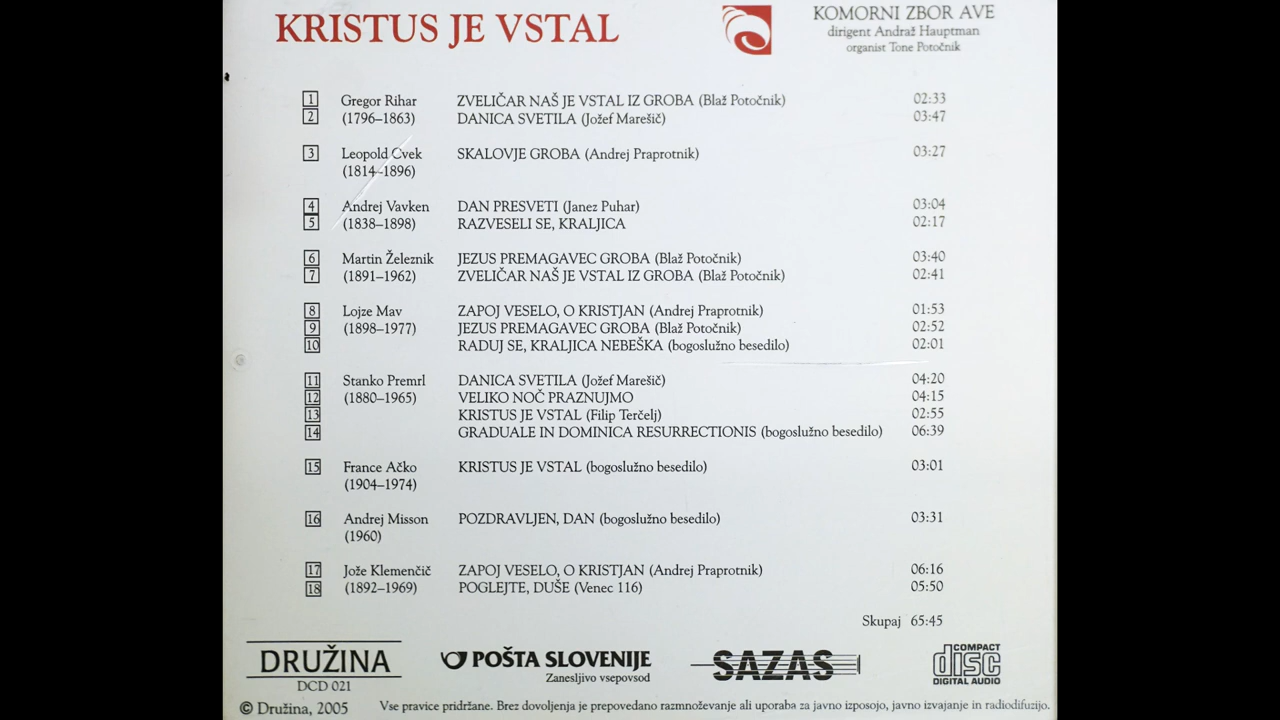 KRISTUS JE VSTAL
KOMORNI ZBOR AVE
dirigent Andraž Hauptman
organist Tone Potočnik
1 Gregor Rihar ZVELIČAR NAŠ JE VSTAL IZ GROBA (Blaž Potočnik) 02:33
2 (1796–1863) DANICA SVETILA (Jožef Marešič) 03:47
3 Leopold Cvek SKALOVJE GROBA (Andrej Praprotnik) 03:27
(1814–1896)
4 Andrej Vavken DAN PRESVETI (Janez Puhar) 03:04
5 (1838–1898) RAZVESELI SE, KRALJICA 02:17
6 Martin Železnik JEZUS PREMAGAVEC GROBA (Blaž Potočnik) 03:40
7 (1891–1962) ZVELIČAR NAŠ JE VSTAL IZ GROBA (Blaž Potočnik) 02:41
8 Lojze Mav ZAPOJ VESELO, O KRISTJAN (Andrej Praprotnik) 01:53
9 (1898–1977) JEZUS PREMAGAVEC GROBA (Blaž Potočnik) 02:52
10 RADUJ SE, KRALJICA NEBEŠKA (bogoslužno besedilo) 02:01
11 Stanko Premrl DANICA SVETILA (Jožef Marešič) 04:20
12 (1880–1965) VELIKO NOČ PRAZNUJMO 04:15
13 KRISTUS JE VSTAL (Filip Terčelj) 02:55
14 GRADUALE IN DOMINICA RESURRECTIONIS (bogoslužno besedilo) 06:39
15 France Ačko KRISTUS JE VSTAL (bogoslužno besedilo) 03:01
(1904–1974)
16 Andrej Misson POZDRAVLJEN, DAN (bogoslužno besedilo) 03:31
(1960)
17 Jože Klemenčič ZAPOJ VESELO, O KRISTJAN (Andrej Praprotnik) 06:16
18 (1892–1969) POGLEJTE, DUŠE (Venec 116) 05:50
Skupaj 65:45
DRUŽINA
DCD 021
POŠTA SLOVENIJE
Zanesljivo vsepovsod
SAZAS
COMPACT
disc
DIGITAL AUDIO
© Družina, 2005
Vse pravice pridržane. Brez dovoljenja je prepovedano razmnoževanje ali uporaba za javno izposojo, javno izvajanje in radiodifuzijo.